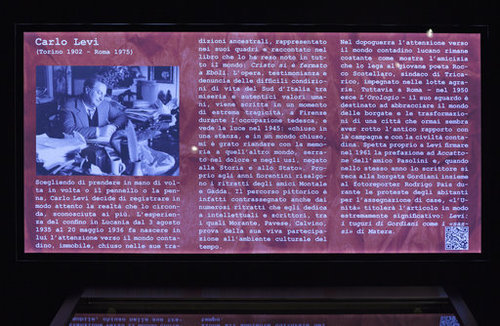 Carlo Levi
(Torino 1902 - Roma 1975)
Scegliendo di prendere in mano di vol-
ta in volta o il pennello o la pen-
na, Carlo Levi decide di registrare in
modo attento la realtà che lo circon-
da, sconosciuta ai più. L'esperien-
za del confino in Lucania dal 3 agosto
1935 al 20 maggio 1936 fa nascere in
lui l'attenzione verso il mondo conta-
dino, immobile, chiuso nelle sue tra-
dizioni ancestrali, rappresentato
nei suoi quadri e raccontato nel
libro che lo ha reso noto in tut-
to il mondo: Cristo si è fermato
a Eboli. L'opera, testimonianza e
denuncia delle difficili condizio-
ni di vita del Sud d'Italia tra
miseria e autentici valori uma-
ni, viene scritta in un momento
di estrema tragicità, a Firenze
durante l'occupazione tedesca, e
vede la luce nel 1945: «chiuso in
una stanza, e in un mondo chiuso,
mi è grato riandare con la memo-
ria a quell'altro mondo, serra-
to nel dolore e negli usi, negato
alla Storia e allo Stato». Pro-
prio agli anni fiorentini risalgo-
no i ritratti degli amici Montale
e Gadda. Il percorso pittorico è
infatti contrassegnato anche dai
numerosi ritratti che egli dedica
a intellettuali e scrittori, tra
i quali Morante, Pavese, Calvino,
prova della sua viva partecipa-
zione all'ambiente culturale del
tempo.
Nel dopoguerra l'attenzione verso
il mondo contadino lucano rimane
costante come mostra l'amicizia
che lo lega al giovane poeta Roc-
co Scotellaro, sindaco di Trica-
rico, impegnato nelle lotte agra-
rie. Tuttavia a Roma – nel 1950
esce L'Orologio – il suo sguardo è
destinato ad abbracciare il mondo
delle borgate e le trasformazio-
ni di una città che ormai sembra
aver rotto l'antico rapporto con
la campagna e con la civiltà conta-
dina. Spetta proprio a Levi firmare
nel 1961 la prefazione ad Accatto-
ne dell'amico Pasolini e, quando
nello stesso anno lo scrittore si
reca alla borgata Gordiani insieme
al fotoreporter Rodrigo Pais du-
rante le proteste degli abitanti
per l'assegnazione di case, «l'U-
nità» titolerà l'articolo in modo
estremamente significativo: Levi:
i tuguri di Gordiani come i «sas-
si» di Matera.